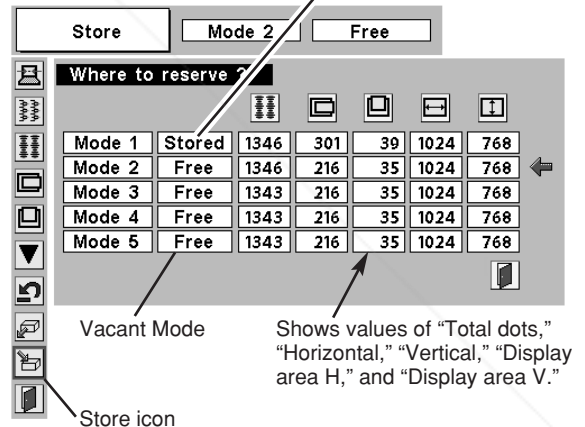 Store Mode 2 Free
Where to reserve ?
Mode 1 Stored 1346 301 39 1024 768
Mode 2 Free 1346 216 35 1024 768
Mode 3 Free 1343 216 35 1024 768
Mode 4 Free 1343 216 35 1024 768
Mode 5 Free 1343 216 35 1024 768
Vacant Mode
Shows values of “Total dots,”
“Horizontal,” “Vertical,” “Display
area H,” and “Display area V.”
Store icon